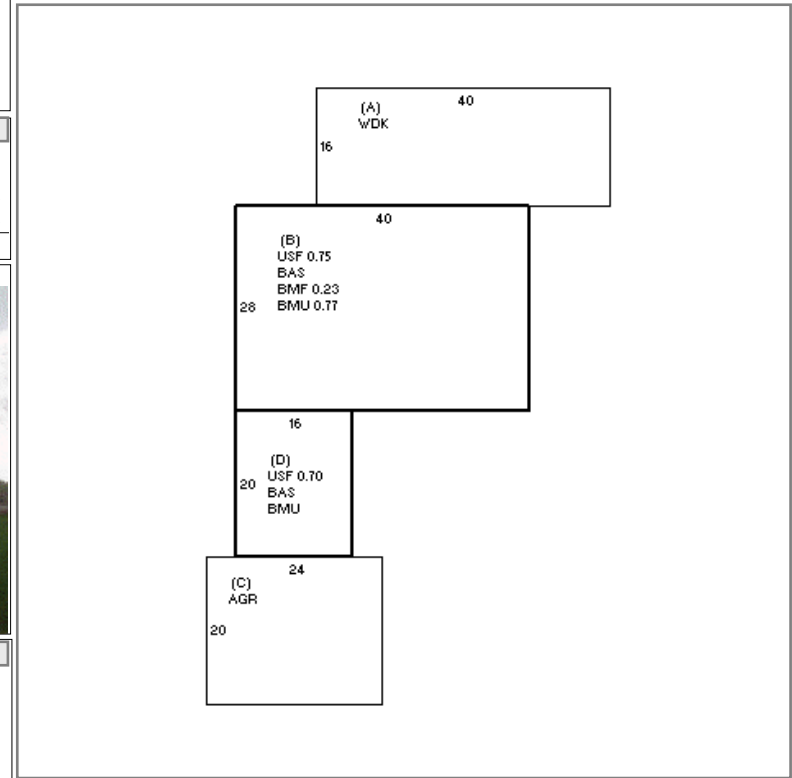 40
(A)
WDK
16
40
(B)
USF 0.75
BAS
BMF 0.23
28
BMU 0.77
16
(D)
USF 0.70
20
BAS
BMU
24
(C)
AGR
20